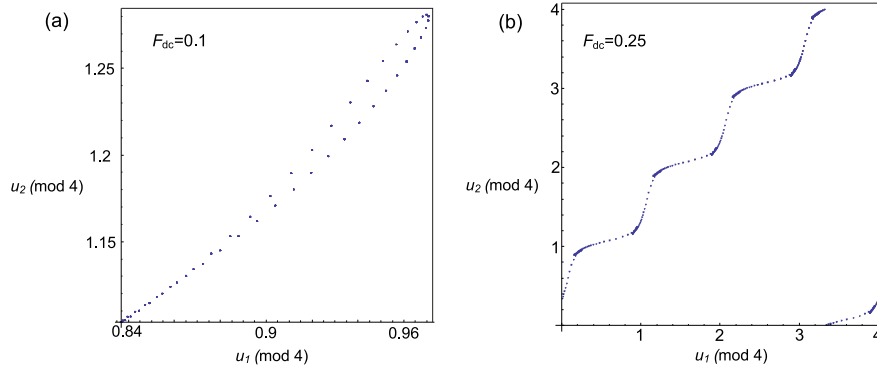 (a)
F_dc=0.1
1.25
1.2
1.15
u_2 (mod 4)
0.84
0.9
0.96
u_1 (mod 4)
(b)
F_dc=0.25
4
3
2
1
u_2 (mod 4)
1
2
3
4
u_1 (mod 4)